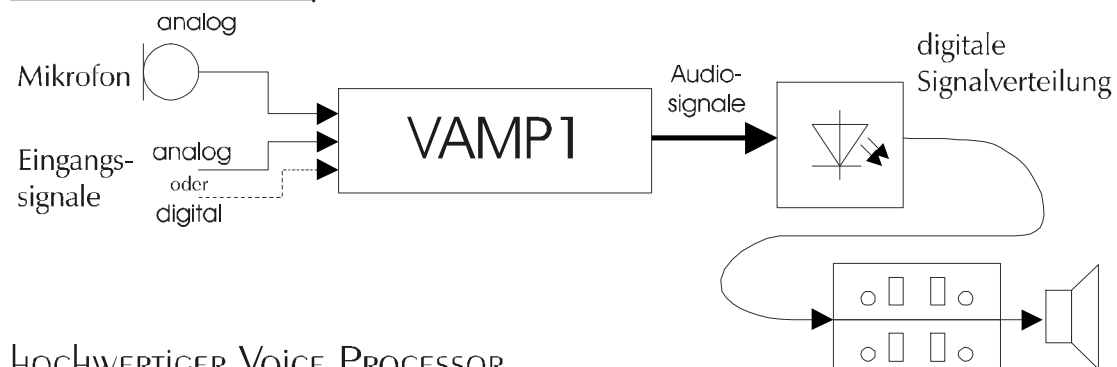 analog
Mikrofon
Eingangs-
signale
analog
oder
digital
VAMP1
Audio-
signale
digitale
Signalverteilung
hochwertiger Voice Processor